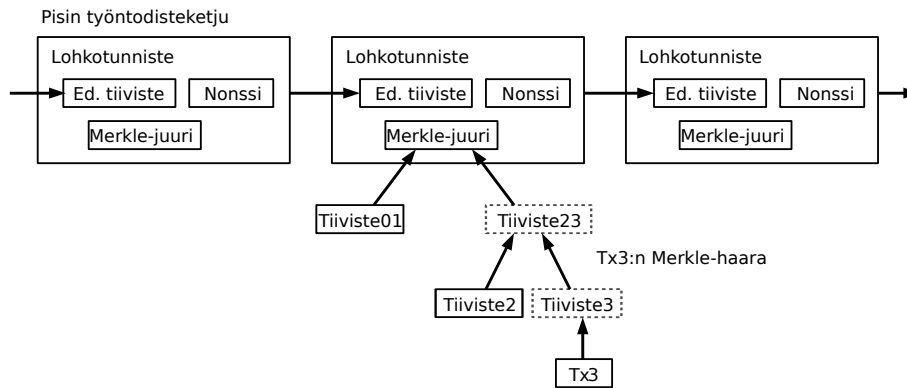 Pisin työntodisteketju
Lohkotunniste Lohkotunniste Lohkotunniste
Ed. tiiviste Nonssi Ed. tiiviste Nonssi Ed. tiiviste Nonssi
Merkle-juuri Merkle-juuri Merkle-juuri
Tiiviste01 Tiiviste23
Tx3:n Merkle-haara
Tiiviste2 Tiiviste3
Tx3